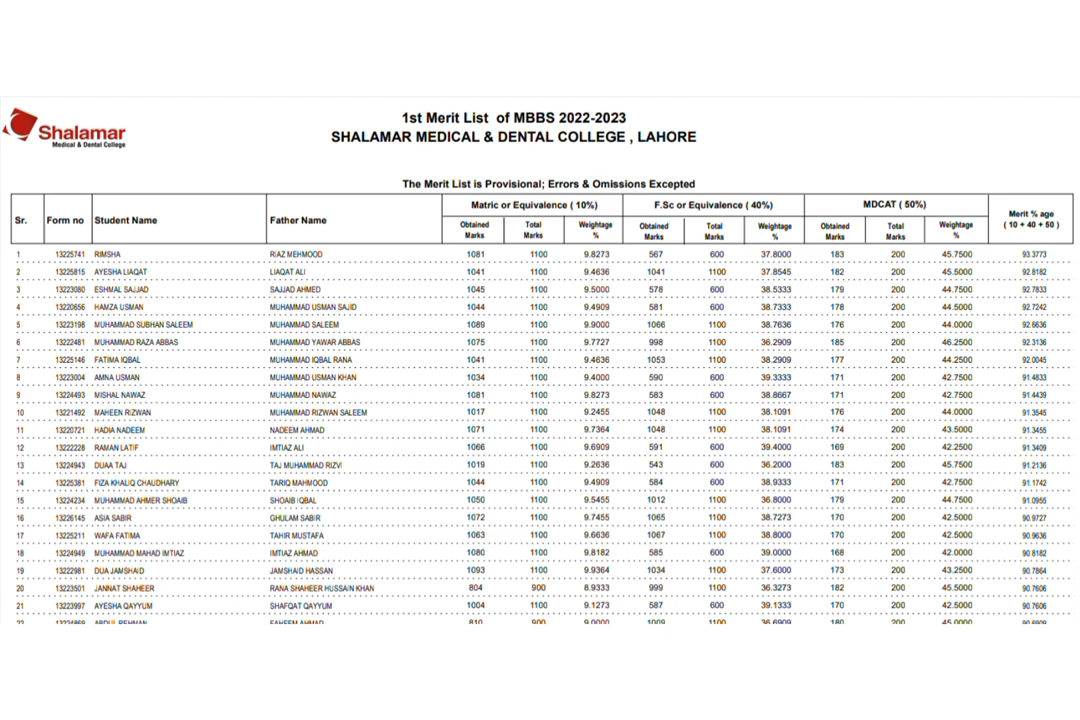 Shalamar
Medical & Dental College
1st Merit List of MBBS 2022-2023
SHALAMAR MEDICAL & DENTAL COLLEGE , LAHORE
The Merit List is Provisional; Errors & Omissions Excepted
Sr. Form no Student Name Father Name Matric or Equivalence ( 10%) F.Sc or Equivalence ( 40%) MDCAT ( 50%) Merit % age ( 10 + 40 + 50 )
Obtained Marks Total Marks Weightage % Obtained Marks Total Marks Weightage % Obtained Marks Total Marks Weightage %
1 13225741 RIMSHA RIAZ MEHMOOD 1081 1100 9.8273 567 600 37.8000 183 200 45.7500 93.3773
2 13225815 AYESHA LIAQAT LIAQAT ALI 1041 1100 9.4636 1041 1100 37.8545 182 200 45.5000 92.8182
3 13223080 ESHMAL SAJJAD SAJJAD AHMED 1045 1100 9.5000 578 600 38.5333 179 200 44.7500 92.7833
4 13220656 HAMZA USMAN MUHAMMAD USMAN SAJID 1044 1100 9.4909 581 600 38.7333 178 200 44.5000 92.7242
5 13223198 MUHAMMAD SUBHAN SALEEM MUHAMMAD SALEEM 1089 1100 9.9000 1066 1100 38.7636 176 200 44.0000 92.6636
6 13222481 MUHAMMAD RAZA ABBAS MUHAMMAD YAWAR ABBAS 1075 1100 9.7727 998 1100 36.2909 185 200 46.2500 92.3136
7 13225146 FATIMA IQBAL MUHAMMAD IQBAL RANA 1041 1100 9.4636 1053 1100 38.2909 177 200 44.2500 92.0045
8 13223004 AMNA USMAN MUHAMMAD USMAN KHAN 1034 1100 9.4000 590 600 39.3333 171 200 42.7500 91.4833
9 13224493 MISHAL NAWAZ MUHAMMAD NAWAZ 1081 1100 9.8273 583 600 38.8667 171 200 42.7500 91.4439
10 13221492 MAHEEN RIZWAN MUHAMMAD RIZWAN SALEEM 1017 1100 9.2455 1048 1100 38.1091 176 200 44.0000 91.3545
11 13220721 HADIA NADEEM NADEEM AHMAD 1071 1100 9.7364 1048 1100 38.1091 174 200 43.5000 91.3455
12 13222228 RAMAN LATIF IMTIAZ ALI 1066 1100 9.6909 591 600 39.4000 169 200 42.2500 91.3409
13 13224943 DUAA TAJ TAJ MUHAMMAD RIZVI 1019 1100 9.2636 543 600 36.2000 183 200 45.7500 91.2136
14 13225381 FIZA KHALIQ CHAUDHARY TARIQ MAHMOOD 1044 1100 9.4909 584 600 38.9333 171 200 42.7500 91.1742
15 13224234 MUHAMMAD AHMER SHOAIB SHOAIB IQBAL 1050 1100 9.5455 1012 1100 36.8000 179 200 44.7500 91.0955
16 13226145 ASIA SABIR GHULAM SABIR 1072 1100 9.7455 1065 1100 38.7273 170 200 42.5000 90.9727
17 13225211 WAFA FATIMA TAHIR MUSTAFA 1063 1100 9.6636 1067 1100 38.8000 170 200 42.5000 90.9636
18 13224949 MUHAMMAD MAHAD IMTIAZ IMTIAZ AHMAD 1080 1100 9.8182 585 600 39.0000 168 200 42.0000 90.8182
19 13222981 DUA JAMSHAID JAMSHAID HASSAN 1093 1100 9.9364 1034 1100 37.6000 173 200 43.2500 90.7864
20 13223501 JANNAT SHAHEER RANA SHAHEER HUSSAIN KHAN 804 900 8.9333 999 1100 36.3273 182 200 45.5000 90.7606
21 13223997 AYESHA QAYYUM SHAFQAT QAYYUM 1004 1100 9.1273 587 600 39.1333 170 200 42.5000 90.7606
22 13224869 ABDUL REHMAN FAHEEM AHMAD 810 900 9.0000 1009 1100 36.6909 180 200 45.0000 90.6909